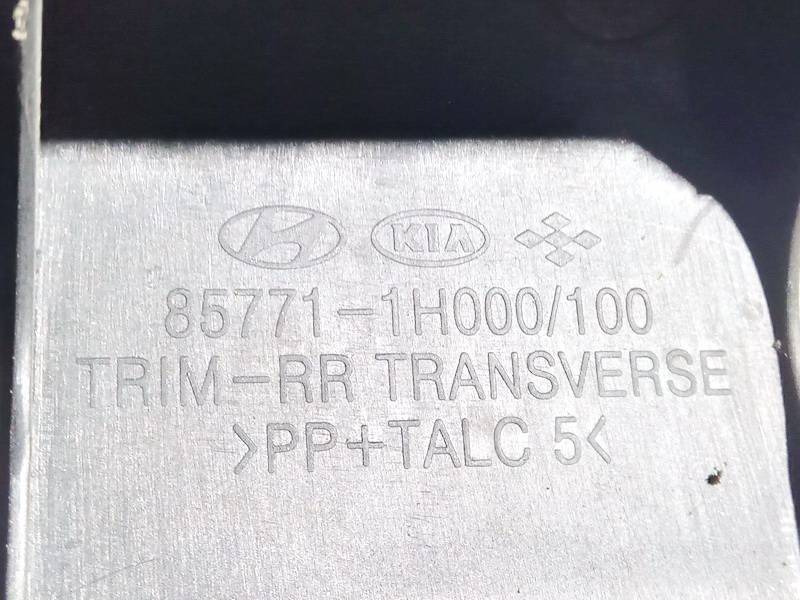 KIA
85771-1H000/100
TRIM-RR TRANSVERSE
>PP+TALC 5<